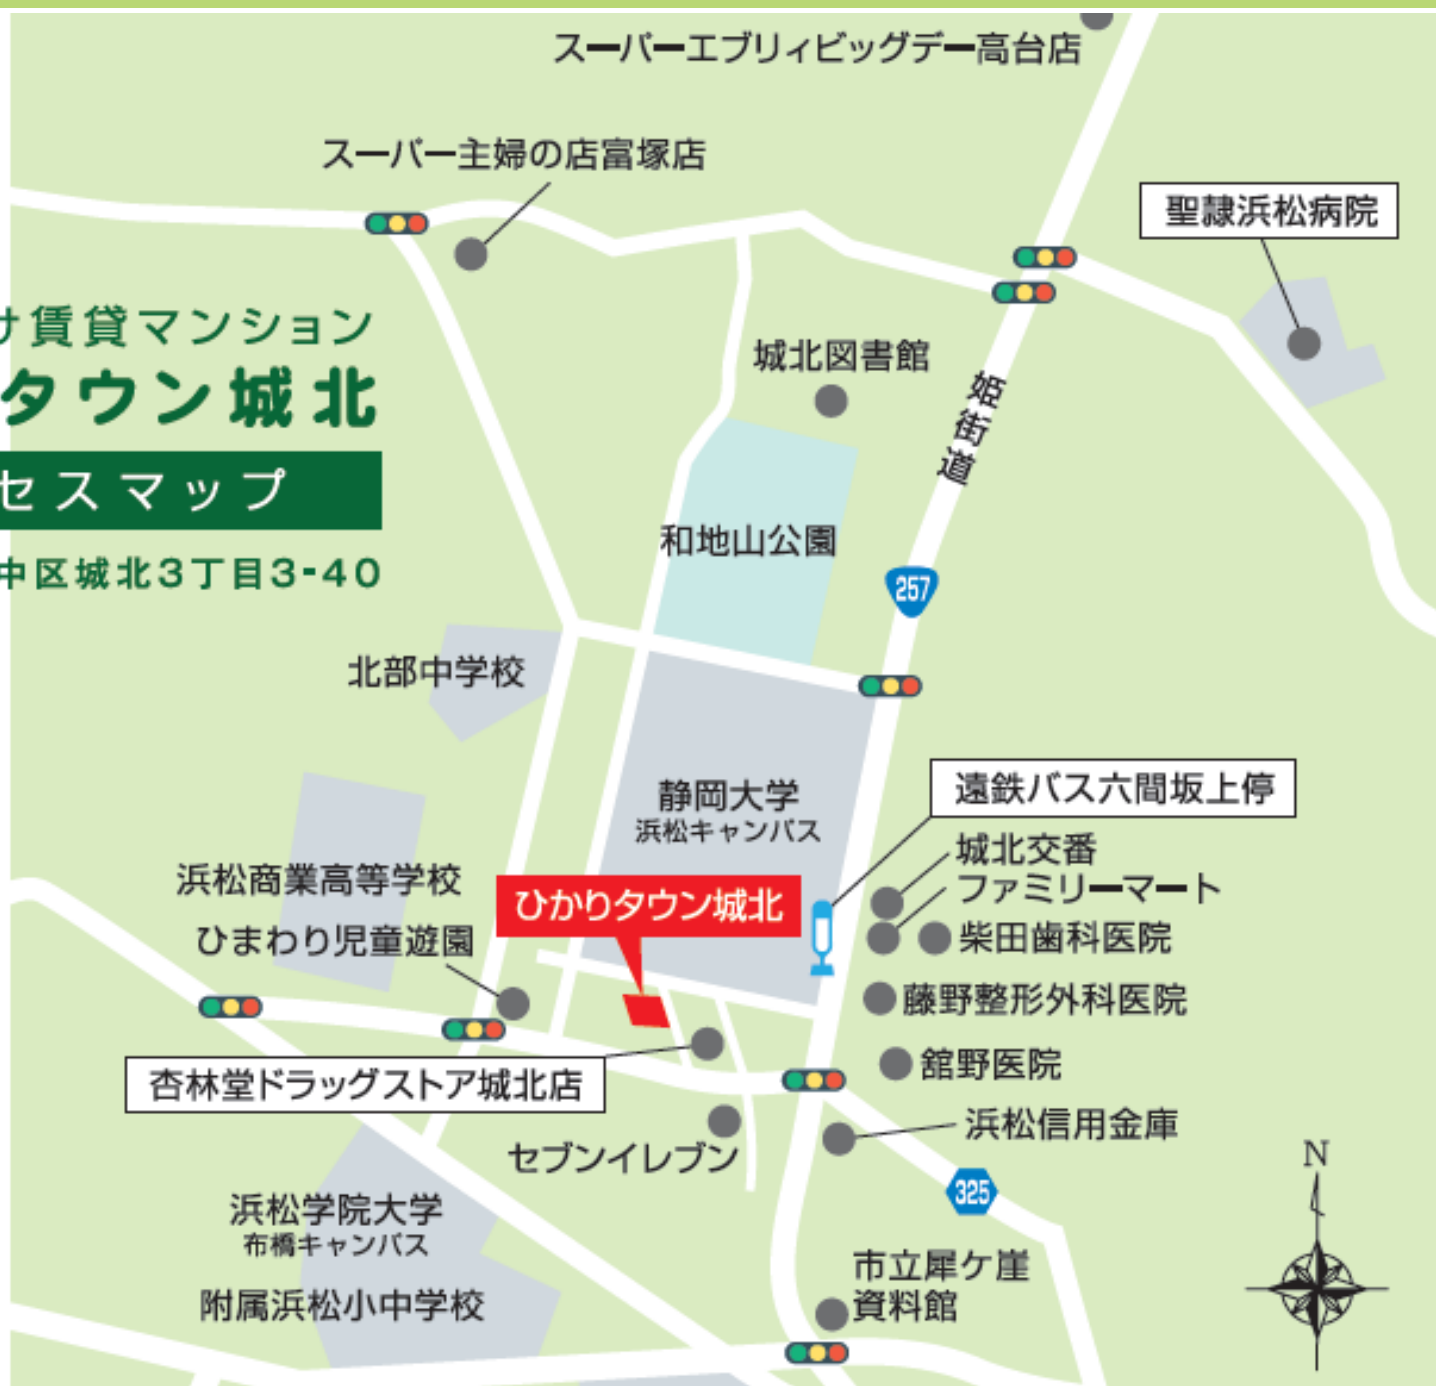 スーパーエブリィビッグデー高台店
スーパー主婦の店富塚店
聖隷浜松病院
け賃貸マンション
タウン城北
セスマップ
中区城北3丁目3-40
城北図書館
姫街道
和地山公園
257
北部中学校
静岡大学
浜松キャンパス
遠鉄バス六間坂上停
城北交番
ファミリーマート
浜松商業高等学校
ひかりタウン城北
ひまわり児童遊園
柴田歯科医院
藤野整形外科医院
舘野医院
杏林堂ドラッグストア城北店
浜松信用金庫
セブンイレブン
325
浜松学院大学
布橋キャンパス
附属浜松小中学校
市立犀ケ崖
資料館
N